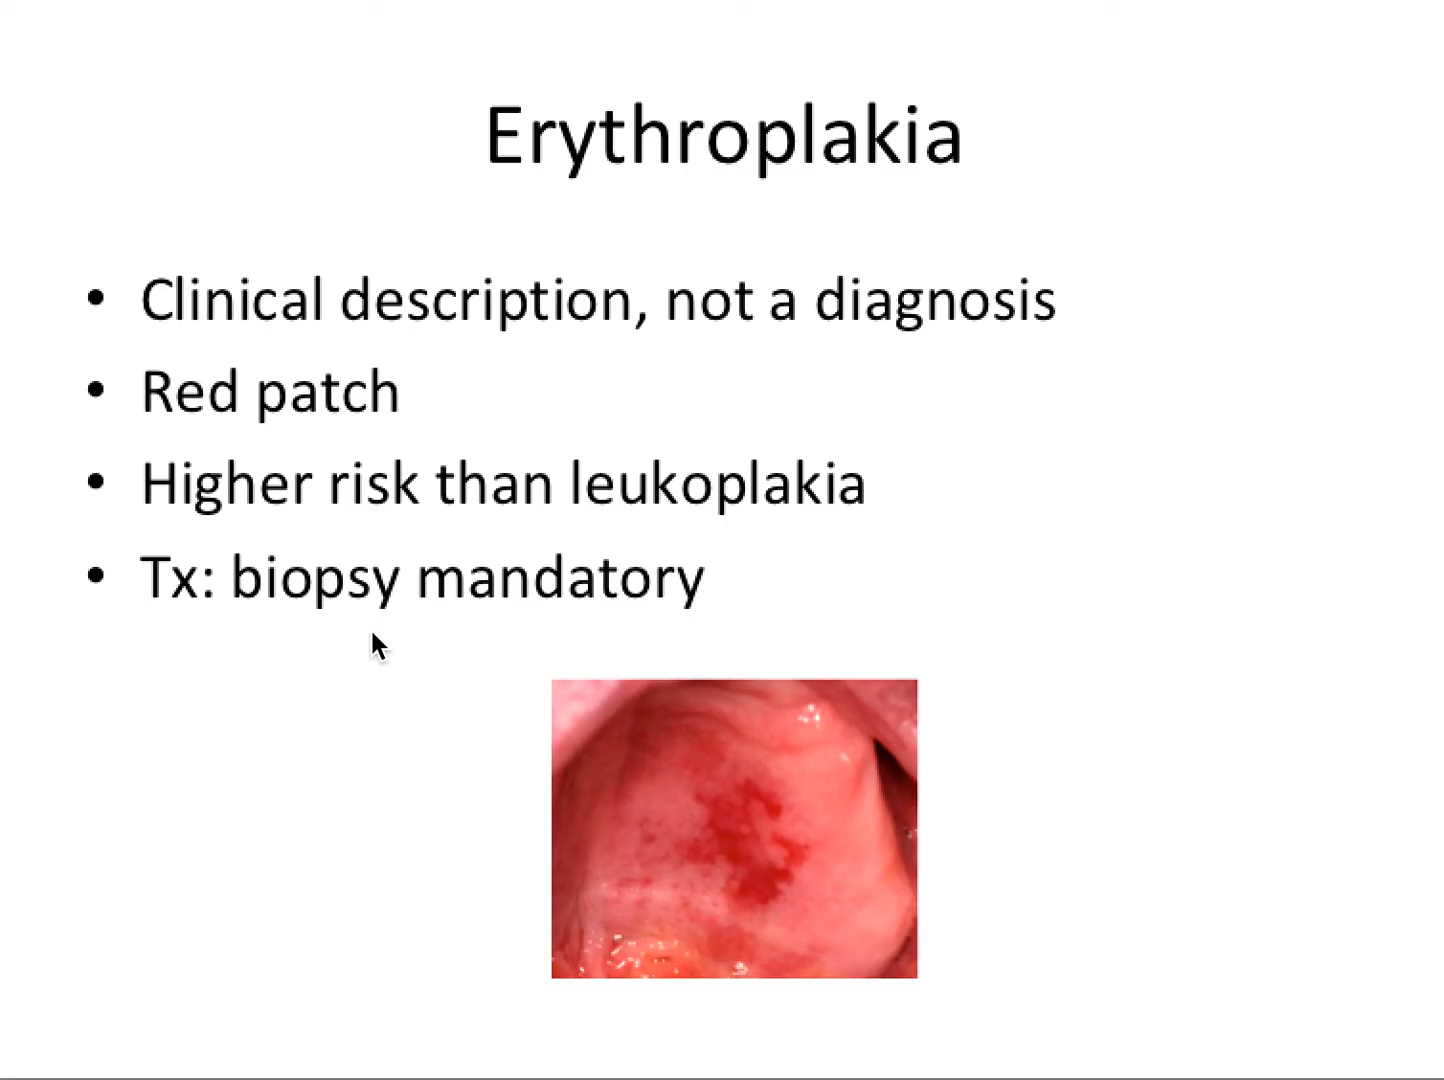 Erythroplakia
• Clinical description, not a diagnosis
• Red patch
• Higher risk than leukoplakia
• Tx: biopsy mandatory